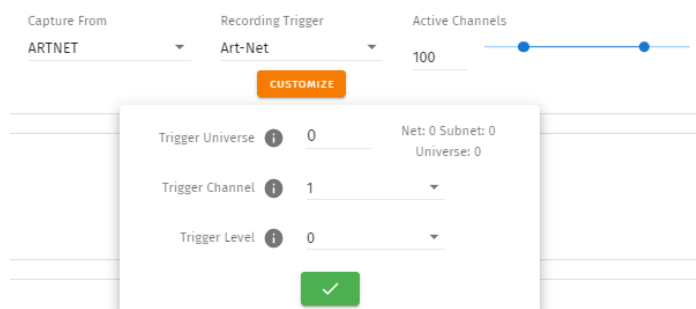 Capture From
Recording Trigger
Active Channels
ARTNET
Art-Net
100
CUSTOMIZE
Trigger Universe
0
Net: 0 Subnet: 0
Universe: 0
Trigger Channel
1
Trigger Level
0